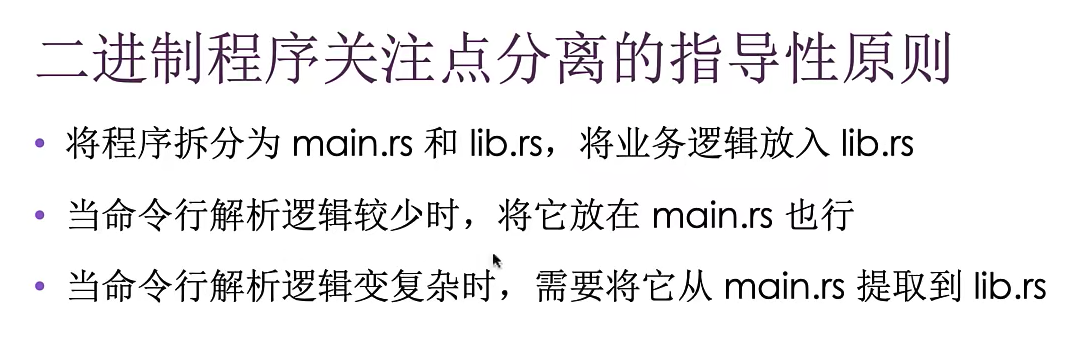 二进制程序关注点分离的指导性原则
• 将程序拆分为 main.rs 和 lib.rs，将业务逻辑放入 lib.rs
• 当命令行解析逻辑较少时，将它放在 main.rs 也行
• 当命令行解析逻辑变复杂时，需要将它从 main.rs 提取到 lib.rs